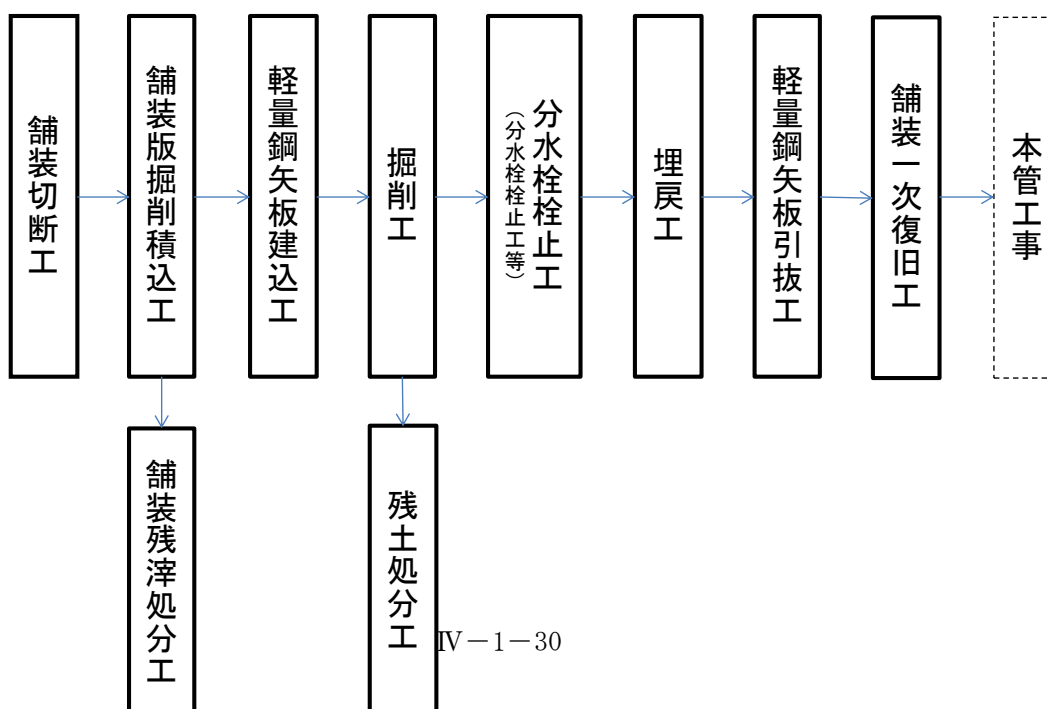 舗装切断工
舗装版掘削積込工
軽量鋼矢板建込工
掘削工
分水栓栓止工
（分水栓栓止工等）
埋戻工
軽量鋼矢板引抜工
舗装一次復旧工
本管工事
舗装残滓処分工
残土処分工
Ⅳ－1－30